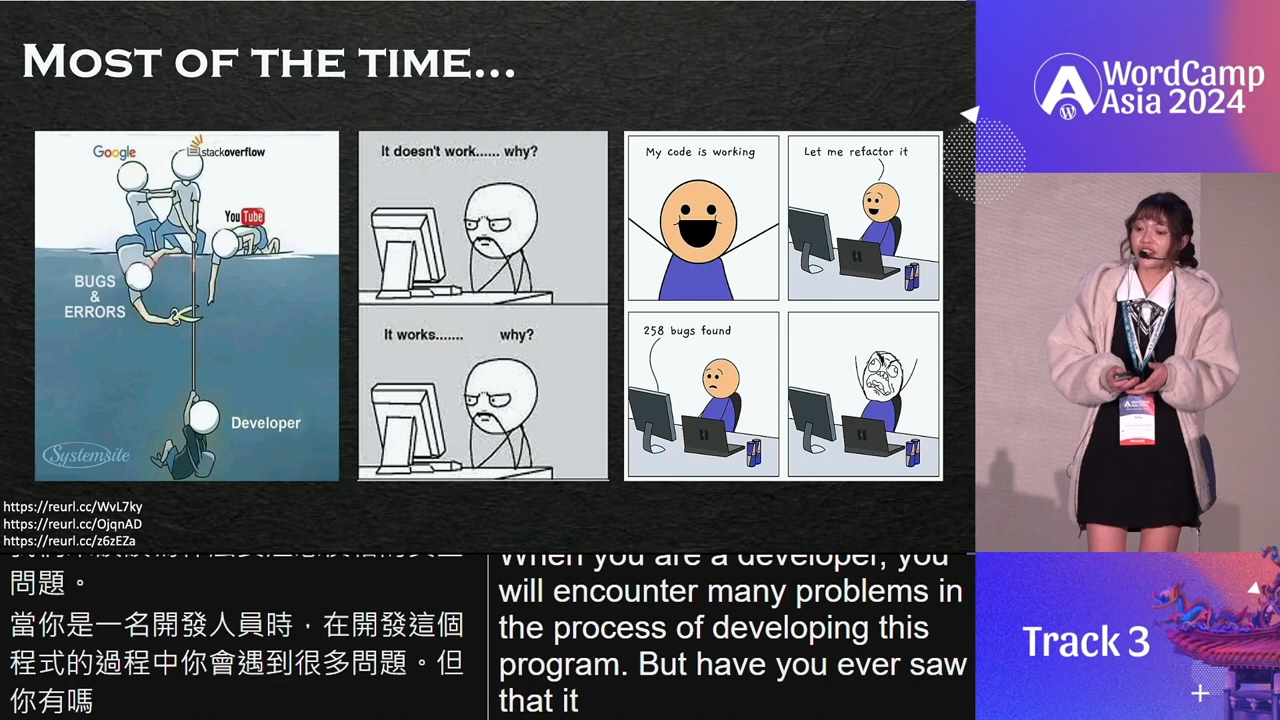 MOST OF THE TIME...
Google
stackoverflow
YouTube
BUGS
&
ERRORS
Developer
Systemsite
It doesn't work...... why?
It works....... why?
My code is working
Let me refactor it
258 bugs found
https://reurl.cc/WvL7ky
https://reurl.cc/OjqnAD
https://reurl.cc/z6zEZa
問題。
當你是一名開發人員時，在開發這個
程式的過程中你會遇到很多問題。但
你有嗎
When you are a developer, you
will encounter many problems in
the process of developing this
program. But have you ever saw
that it
WordCamp
Asia 2024
Track 3